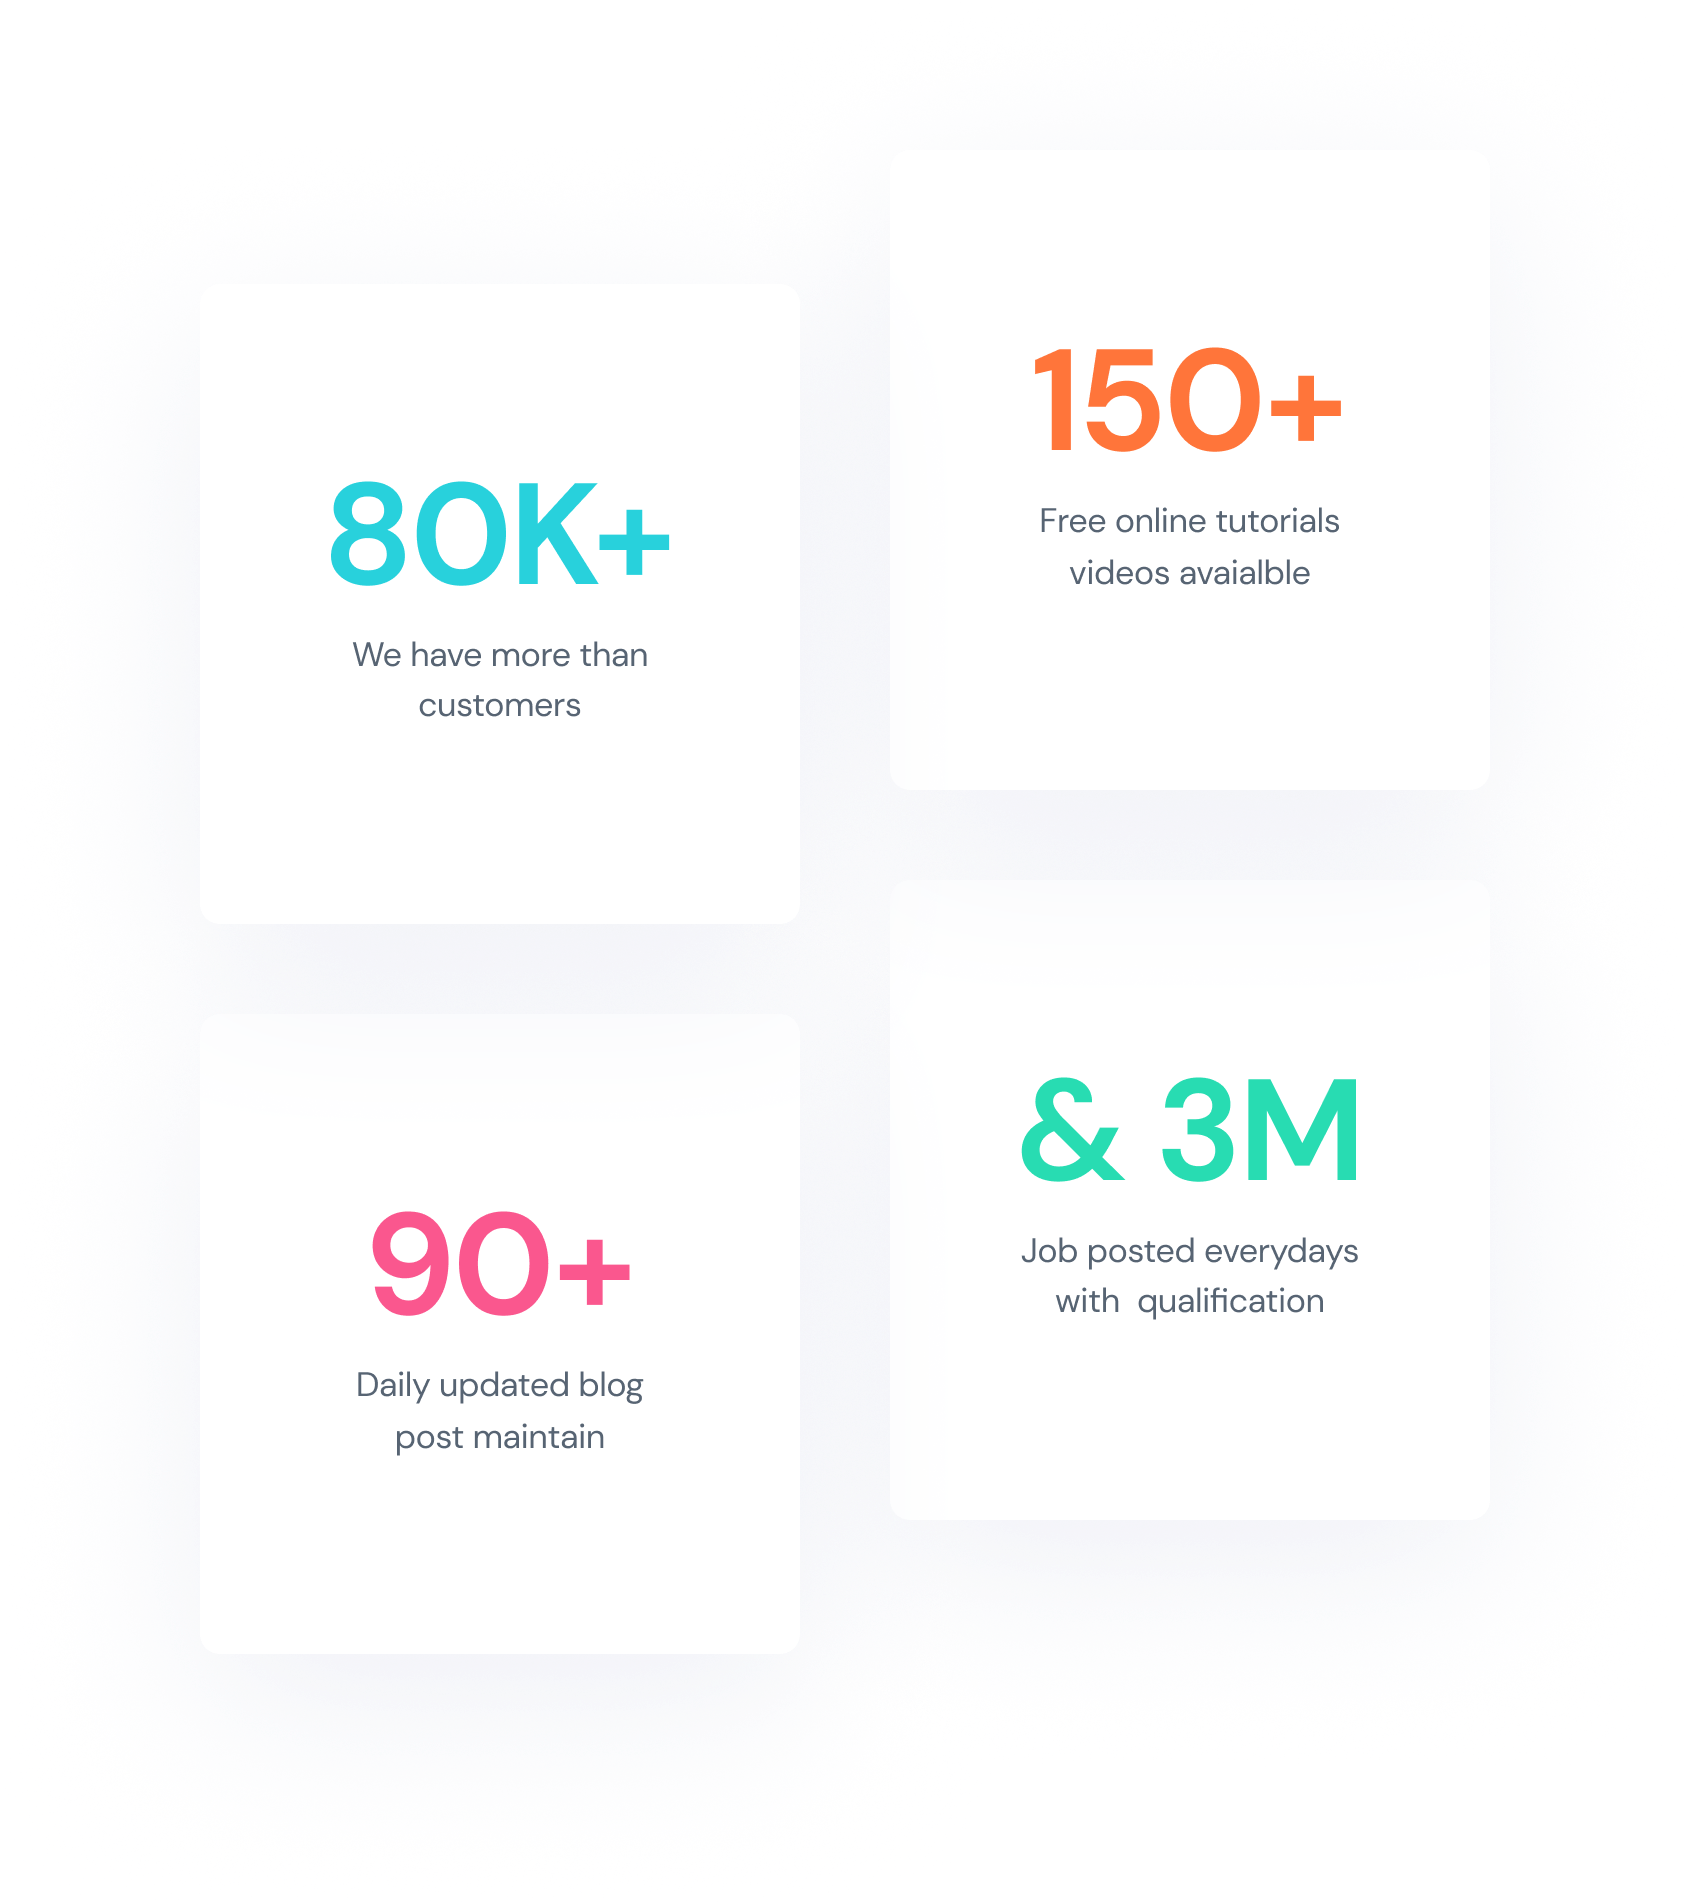 80K+
We have more than
customers
150+
Free online tutorials
videos avaialble
90+
Daily updated blog
post maintain
& 3M
Job posted everydays
with  qualification